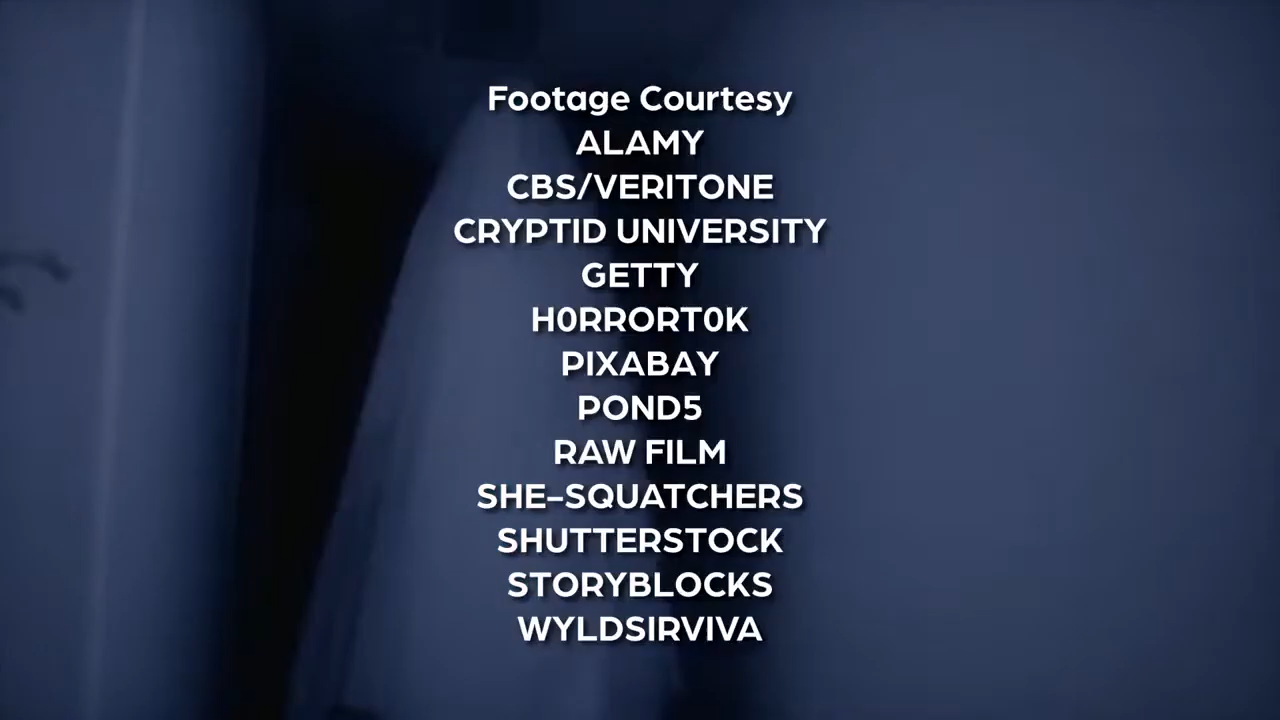 Footage Courtesy
ALAMY
CBS/VERITONE
CRYPTID UNIVERSITY
GETTY
H0RRORT0K
PIXABAY
POND5
RAW FILM
SHE-SQUATCHERS
SHUTTERSTOCK
STORYBLOCKS
WYLDSIRVIVA